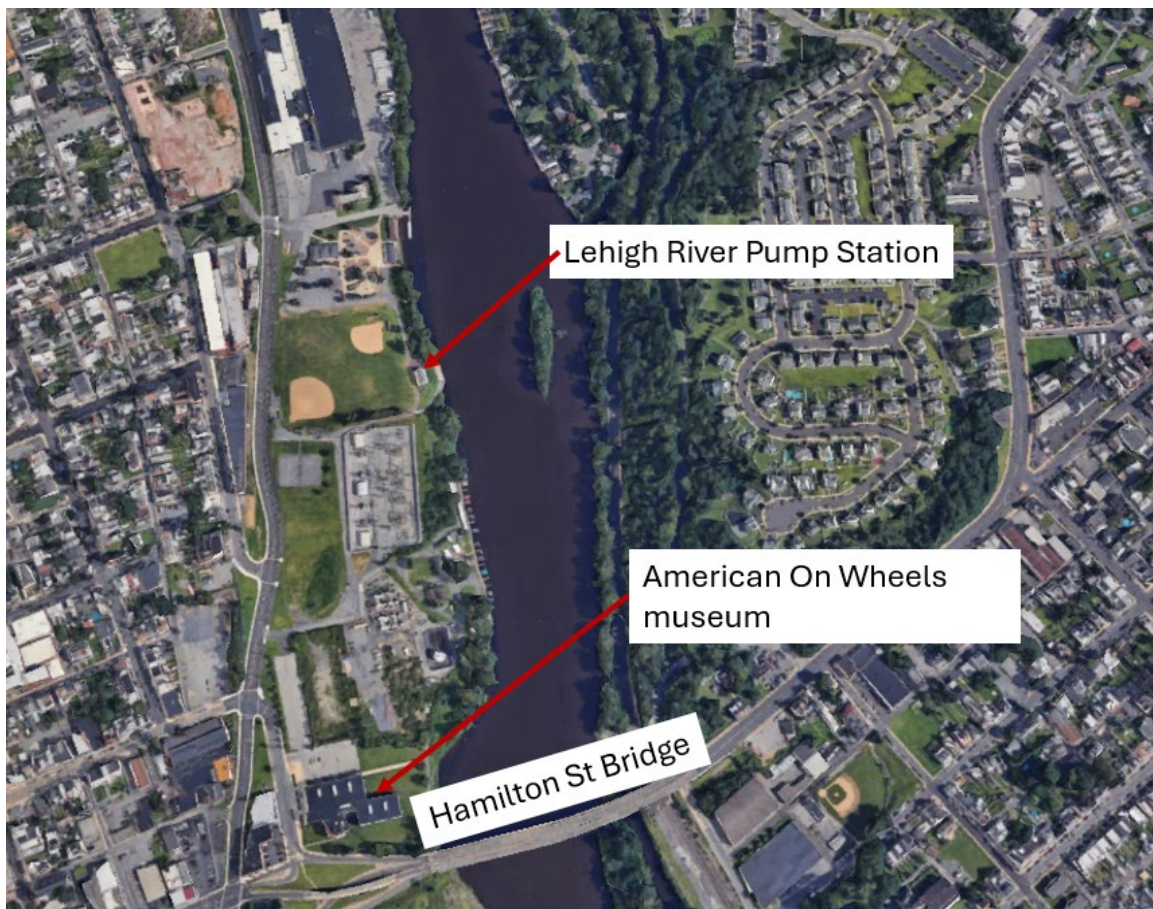 Lehigh River Pump Station
American On Wheels
museum
Hamilton St Bridge